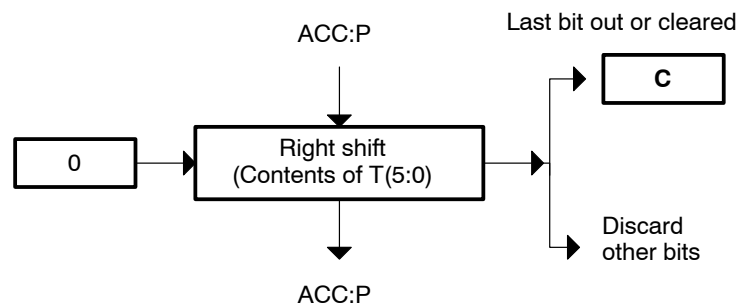 Last bit out or cleared
ACC:P
C
0
Right shift
(Contents of T(5:0)
Discard
other bits
ACC:P